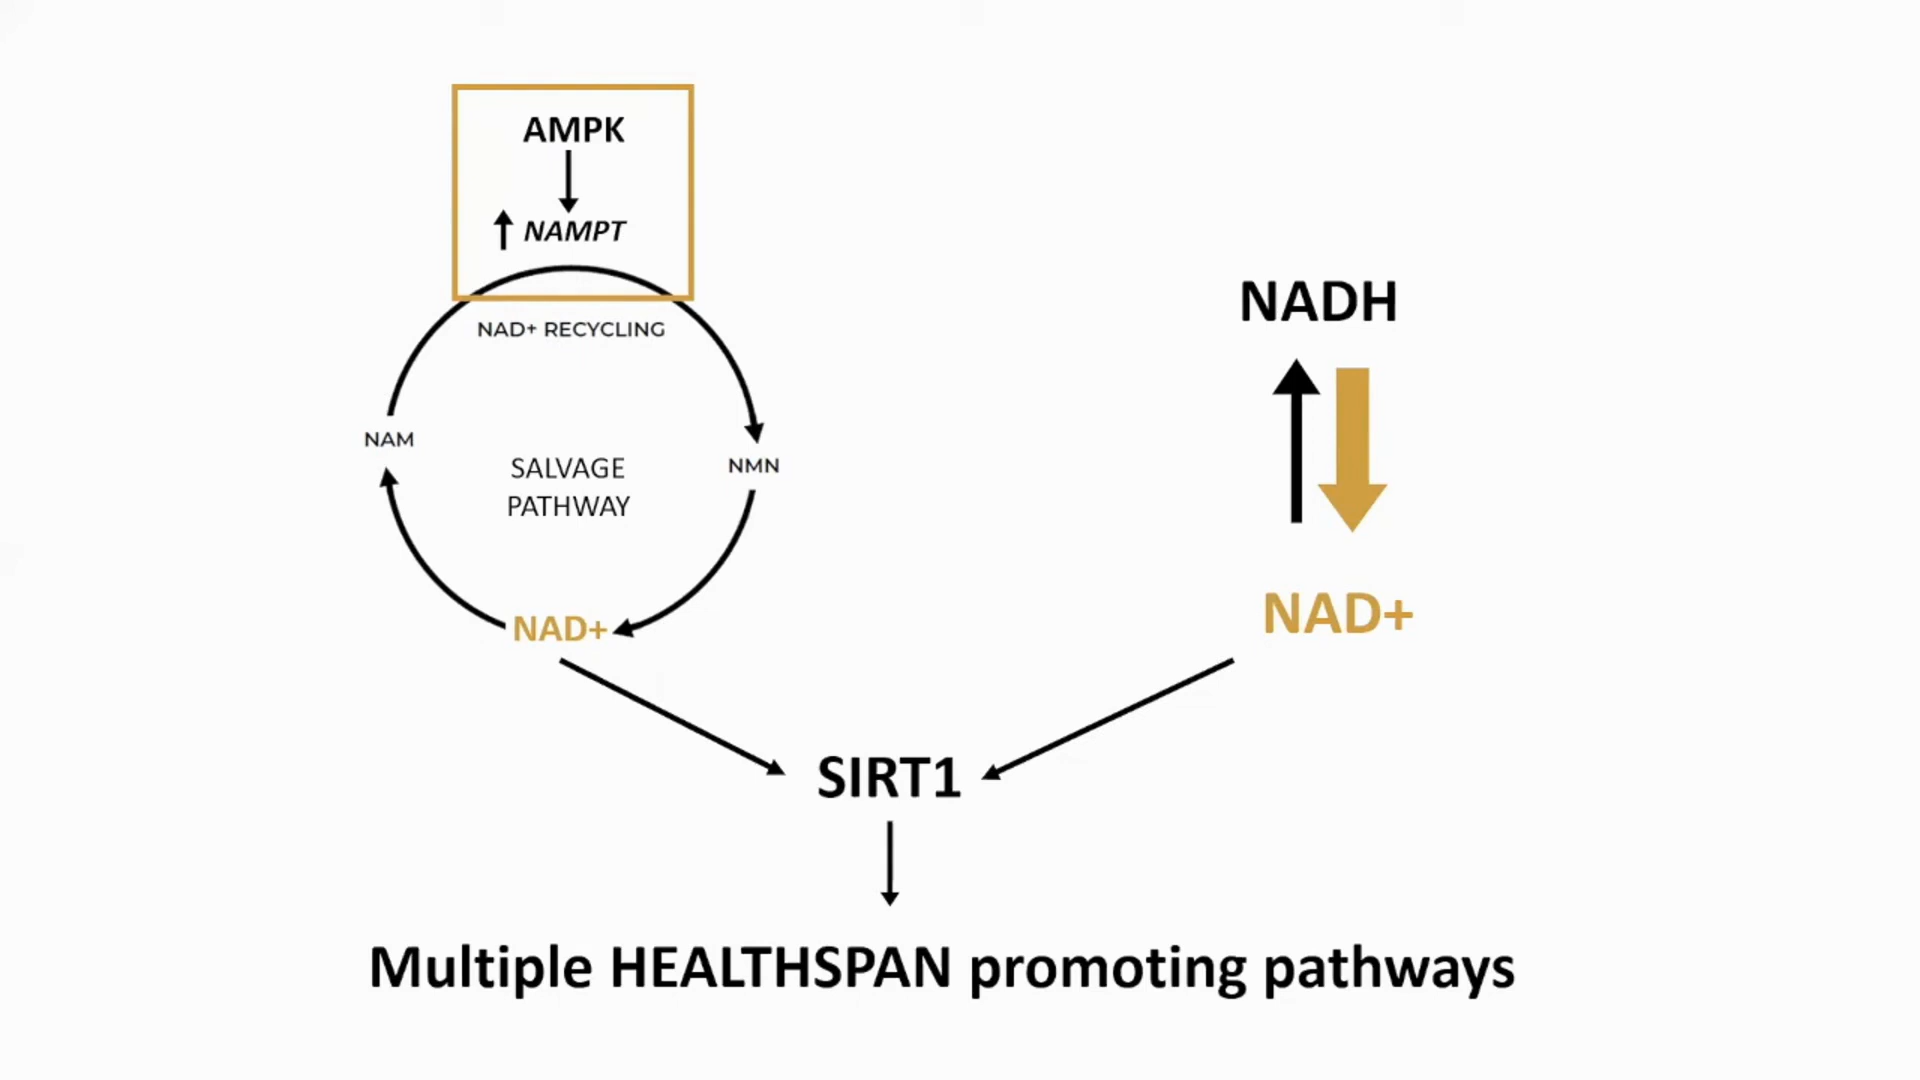 AMPK
NAMPT
NAD+ RECYCLING
NAM
NMN
SALVAGE
PATHWAY
NAD+
NADH
NAD+
SIRT1
Multiple HEALTHSPAN promoting pathways